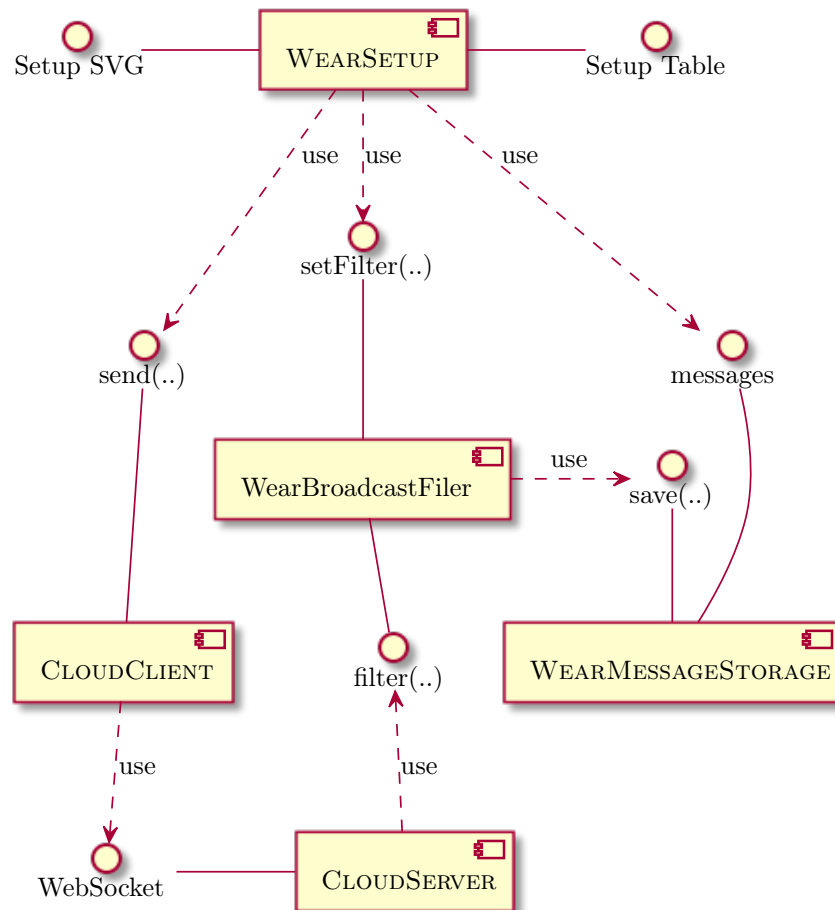 Setup SVG
WearSetup
Setup Table
use
use
use
setFilter(..)
send(..)
messages
WearBroadcastFiler
use
save(..)
CloudClient
filter(..)
WearMessageStorage
use
use
WebSocket
CloudServer